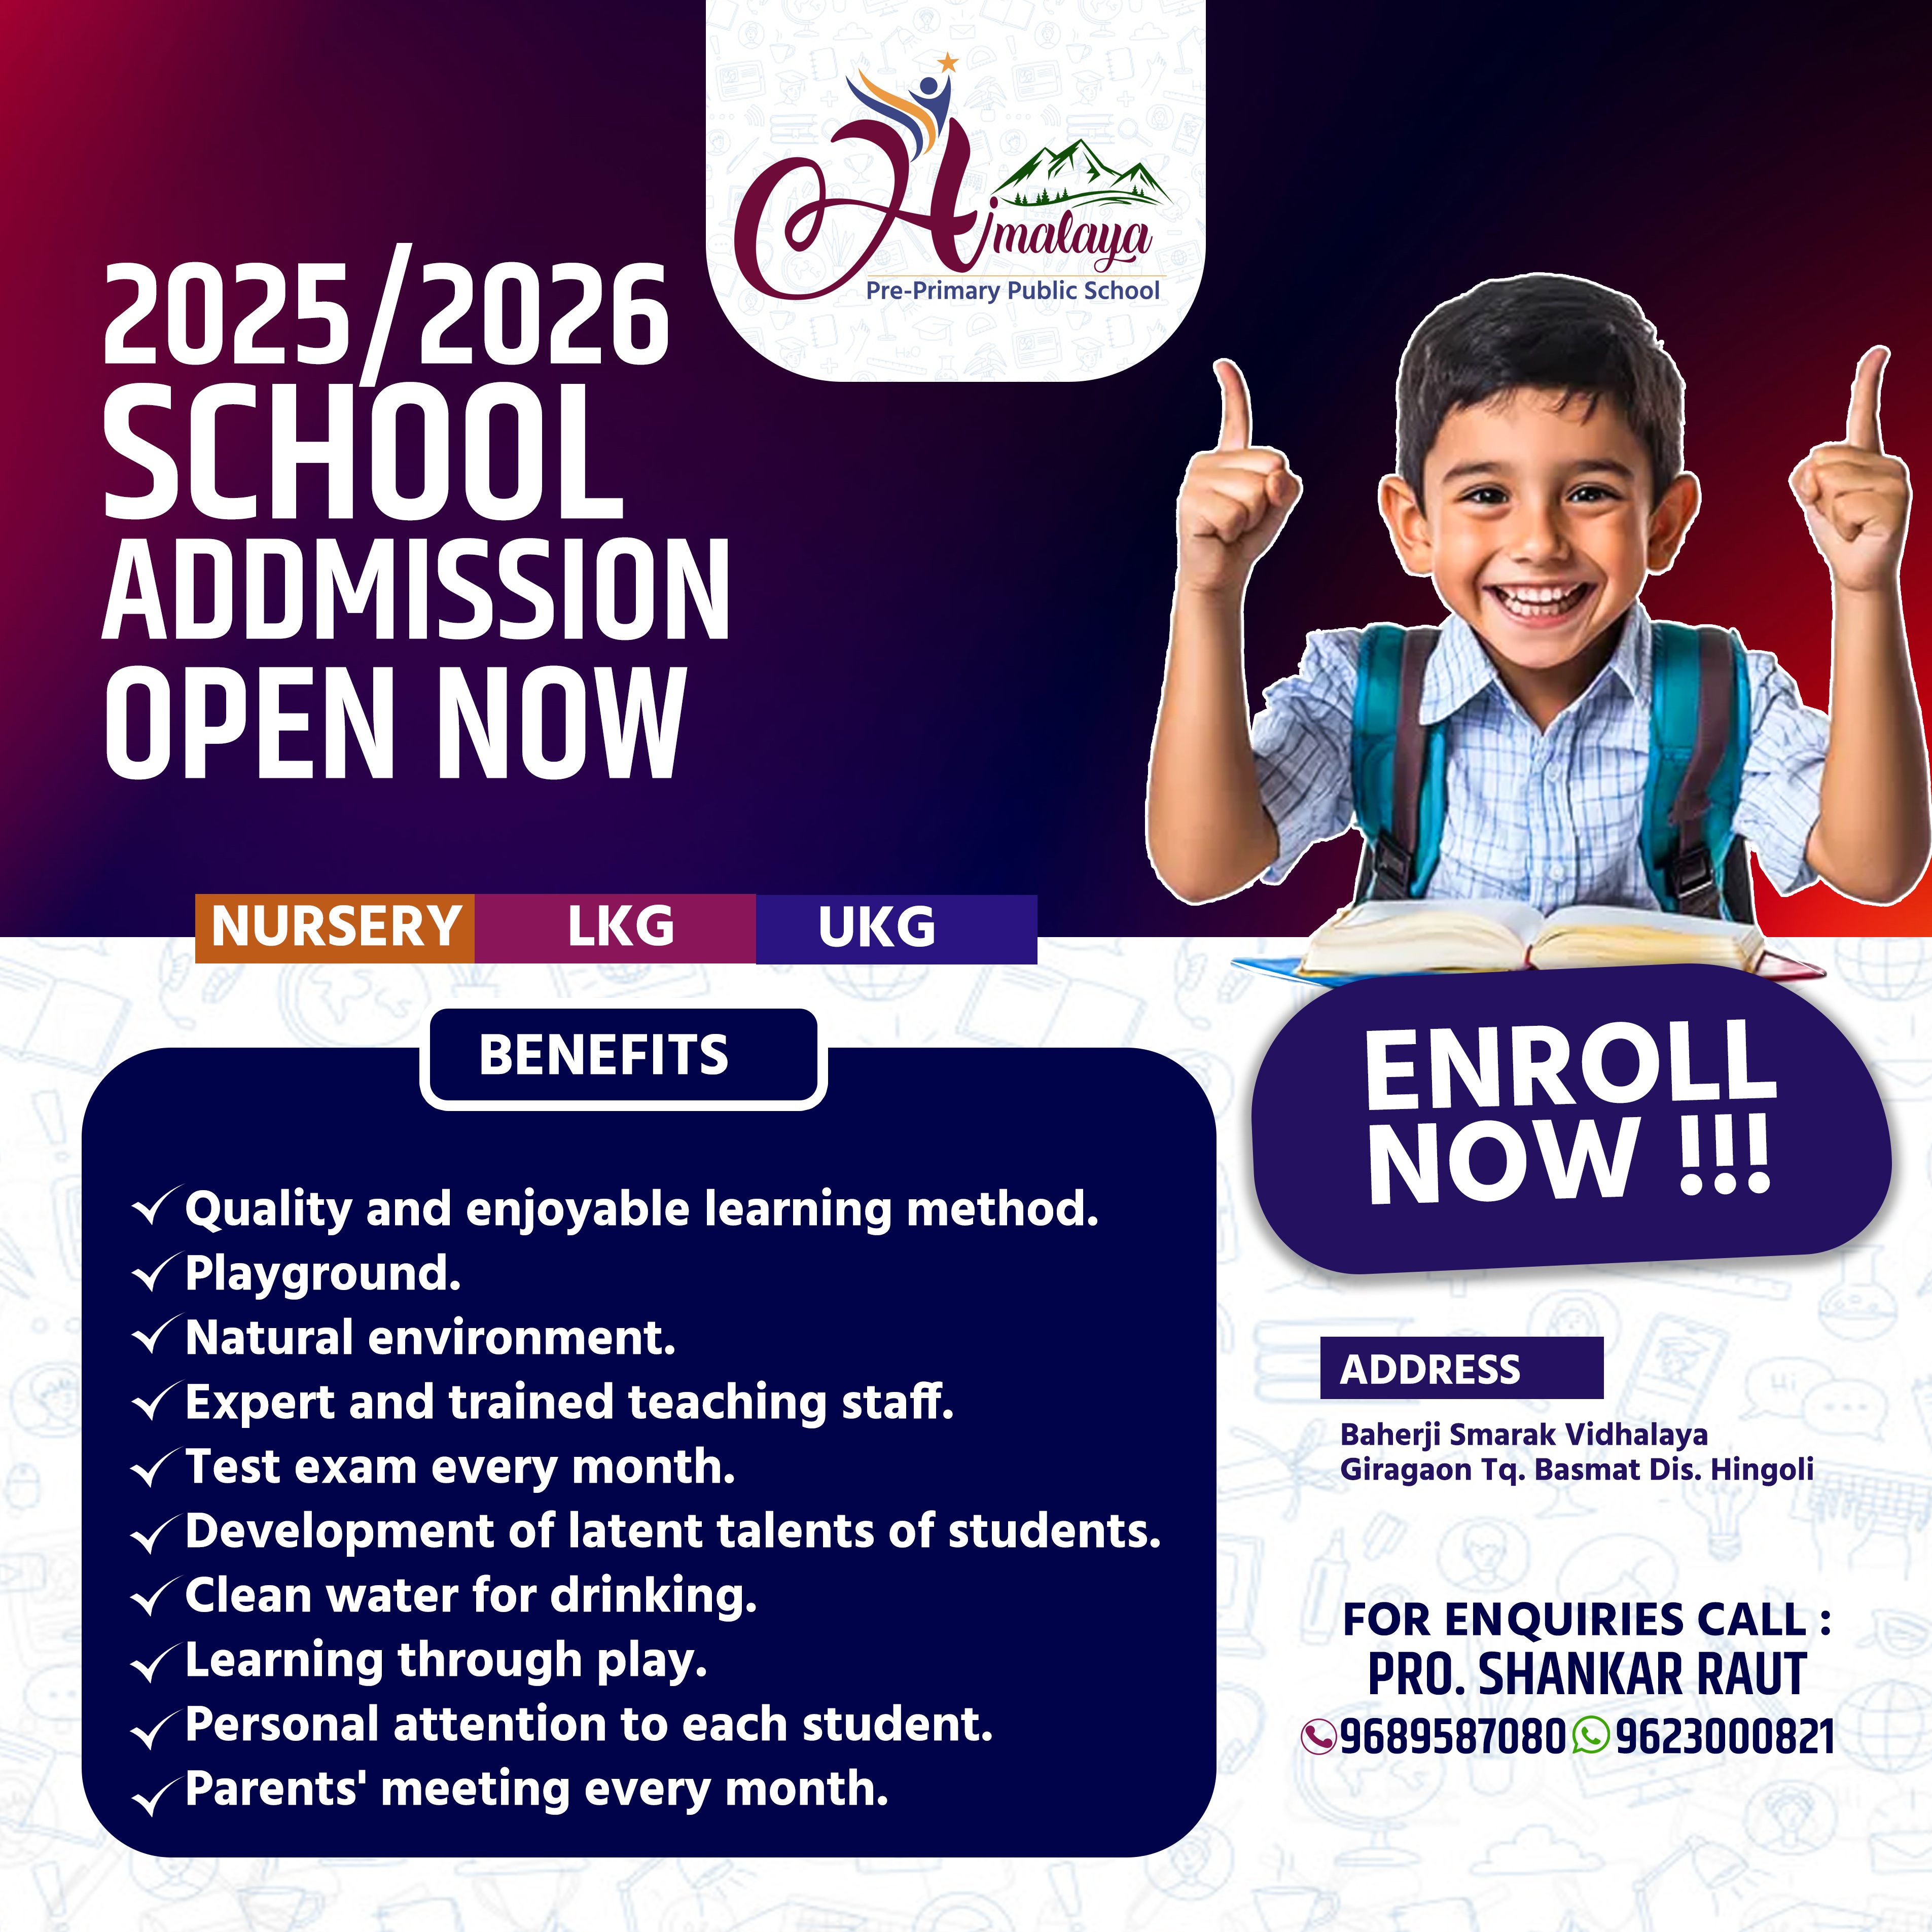 Himalaya
Pre-Primary Public School
2025/2026
SCHOOL
ADDMISSION
OPEN NOW
NURSERY LKG UKG
BENEFITS
Quality and enjoyable learning method.
Playground.
Natural environment.
Expert and trained teaching staff.
Test exam every month.
Development of latent talents of students.
Clean water for drinking.
Learning through play.
Personal attention to each student.
Parents' meeting every month.
ENROLL
NOW !!!
ADDRESS
Baherji Smarak Vidhalaya
Giragaon Tq. Basmat Dis. Hingoli
FOR ENQUIRIES CALL :
PRO. SHANKAR RAUT
9689587080 9623000821